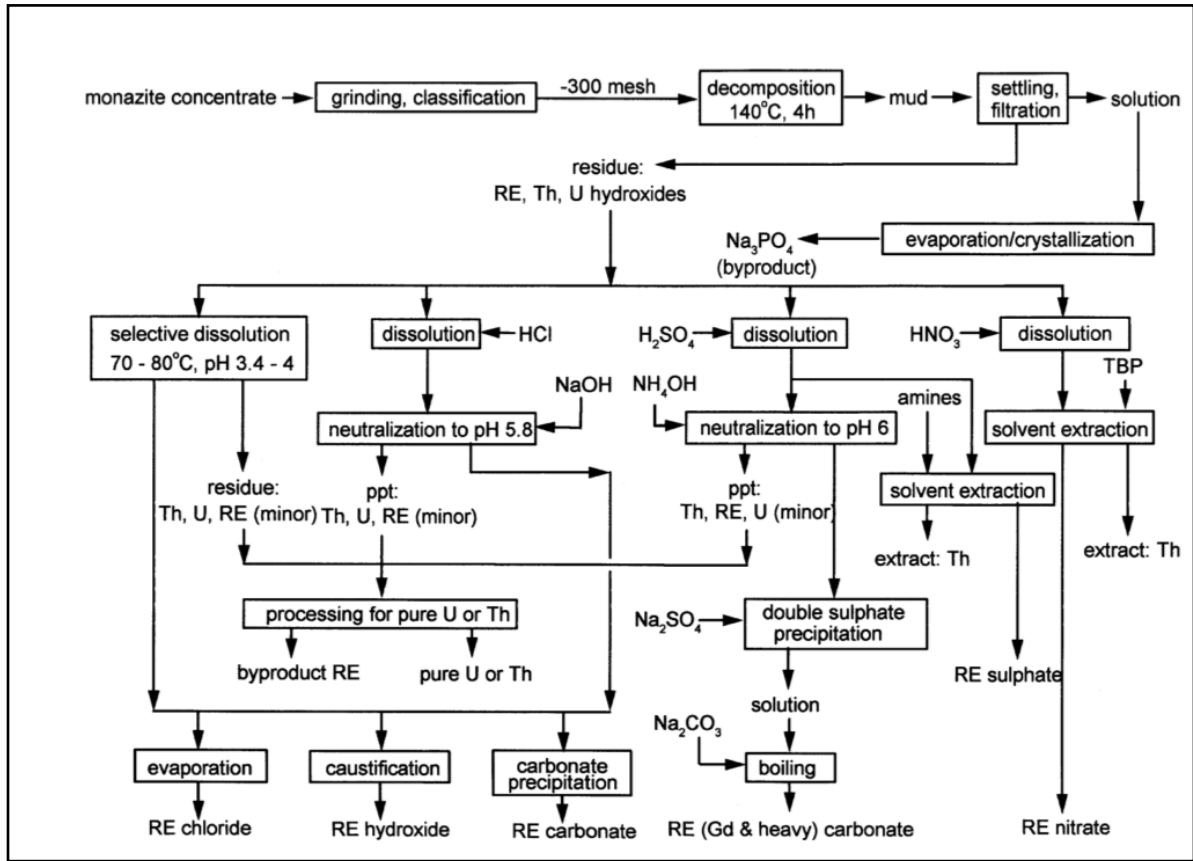 monazite concentrate
grinding, classification
-300 mesh
decomposition
140°C, 4h
mud
settling,
filtration
solution
residue:
RE, Th, U hydroxides
Na₃PO₄
(byproduct)
evaporation/crystallization
selective dissolution
70 - 80°C, pH 3.4 - 4
dissolution
HCl
H₂SO₄
dissolution
HNO₃
dissolution
NaOH
NH₄OH
amines
TBP
neutralization to pH 5.8
neutralization to pH 6
solvent extraction
residue:
Th, U, RE (minor)
ppt:
Th, U, RE (minor)
ppt:
Th, RE, U (minor)
solvent extraction
extract: Th
extract: Th
processing for pure U or Th
Na₂SO₄
double sulphate
precipitation
byproduct RE
pure U or Th
RE sulphate
solution
Na₂CO₃
evaporation
caustification
carbonate
precipitation
boiling
RE chloride
RE hydroxide
RE carbonate
RE (Gd & heavy) carbonate
RE nitrate